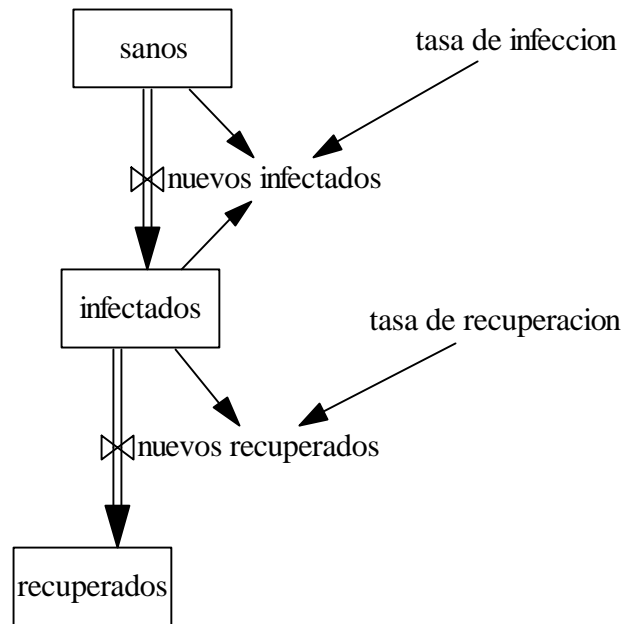 sanos
tasa de infeccion
nuevos infectados
infectados
tasa de recuperacion
nuevos recuperados
recuperados